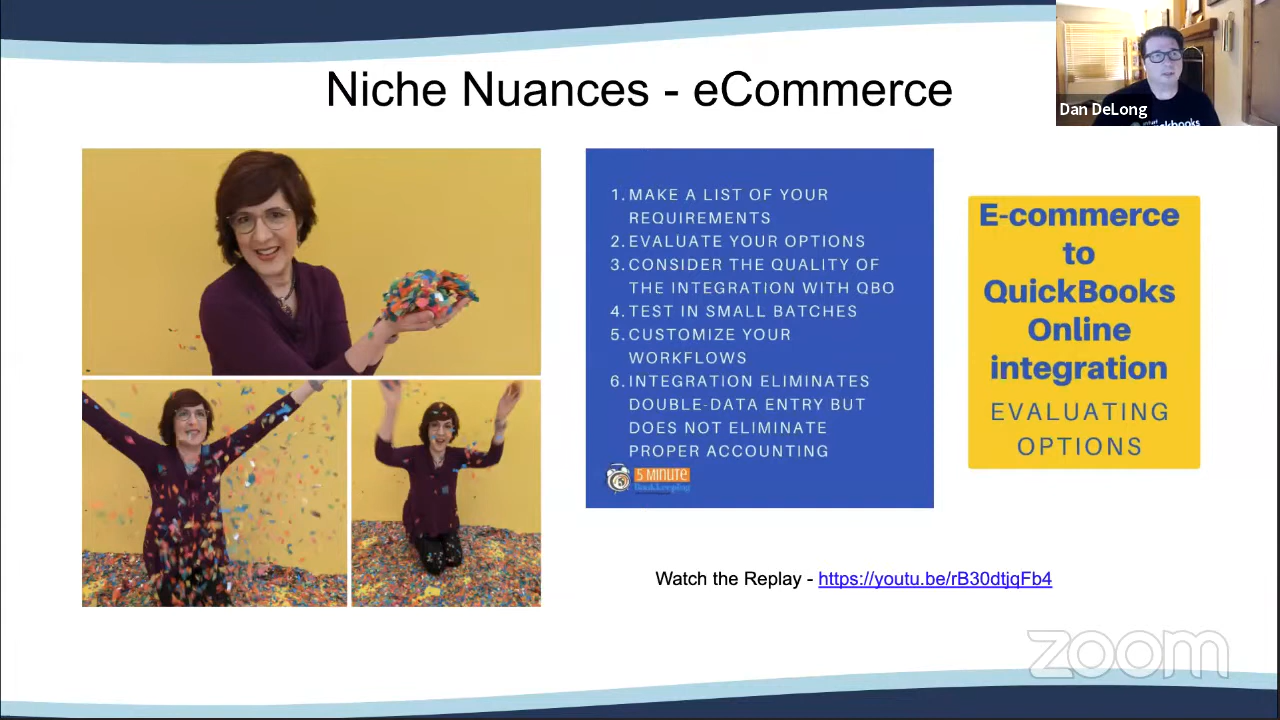 Niche Nuances - eCommerce
Dan DeLong
quickbooks
1. MAKE A LIST OF YOUR
REQUIREMENTS
2. EVALUATE YOUR OPTIONS
3. CONSIDER THE QUALITY OF
THE INTEGRATION WITH QBO
4. TEST IN SMALL BATCHES
5. CUSTOMIZE YOUR
WORKFLOWS
6. INTEGRATION ELIMINATES
DOUBLE-DATA ENTRY BUT
DOES NOT ELIMINATE
PROPER ACCOUNTING
5 MINUTE
Bookkeeping
E-commerce
to
QuickBooks
Online
integration
EVALUATING
OPTIONS
Watch the Replay - https://youtu.be/rB30dtjqFb4
zoom